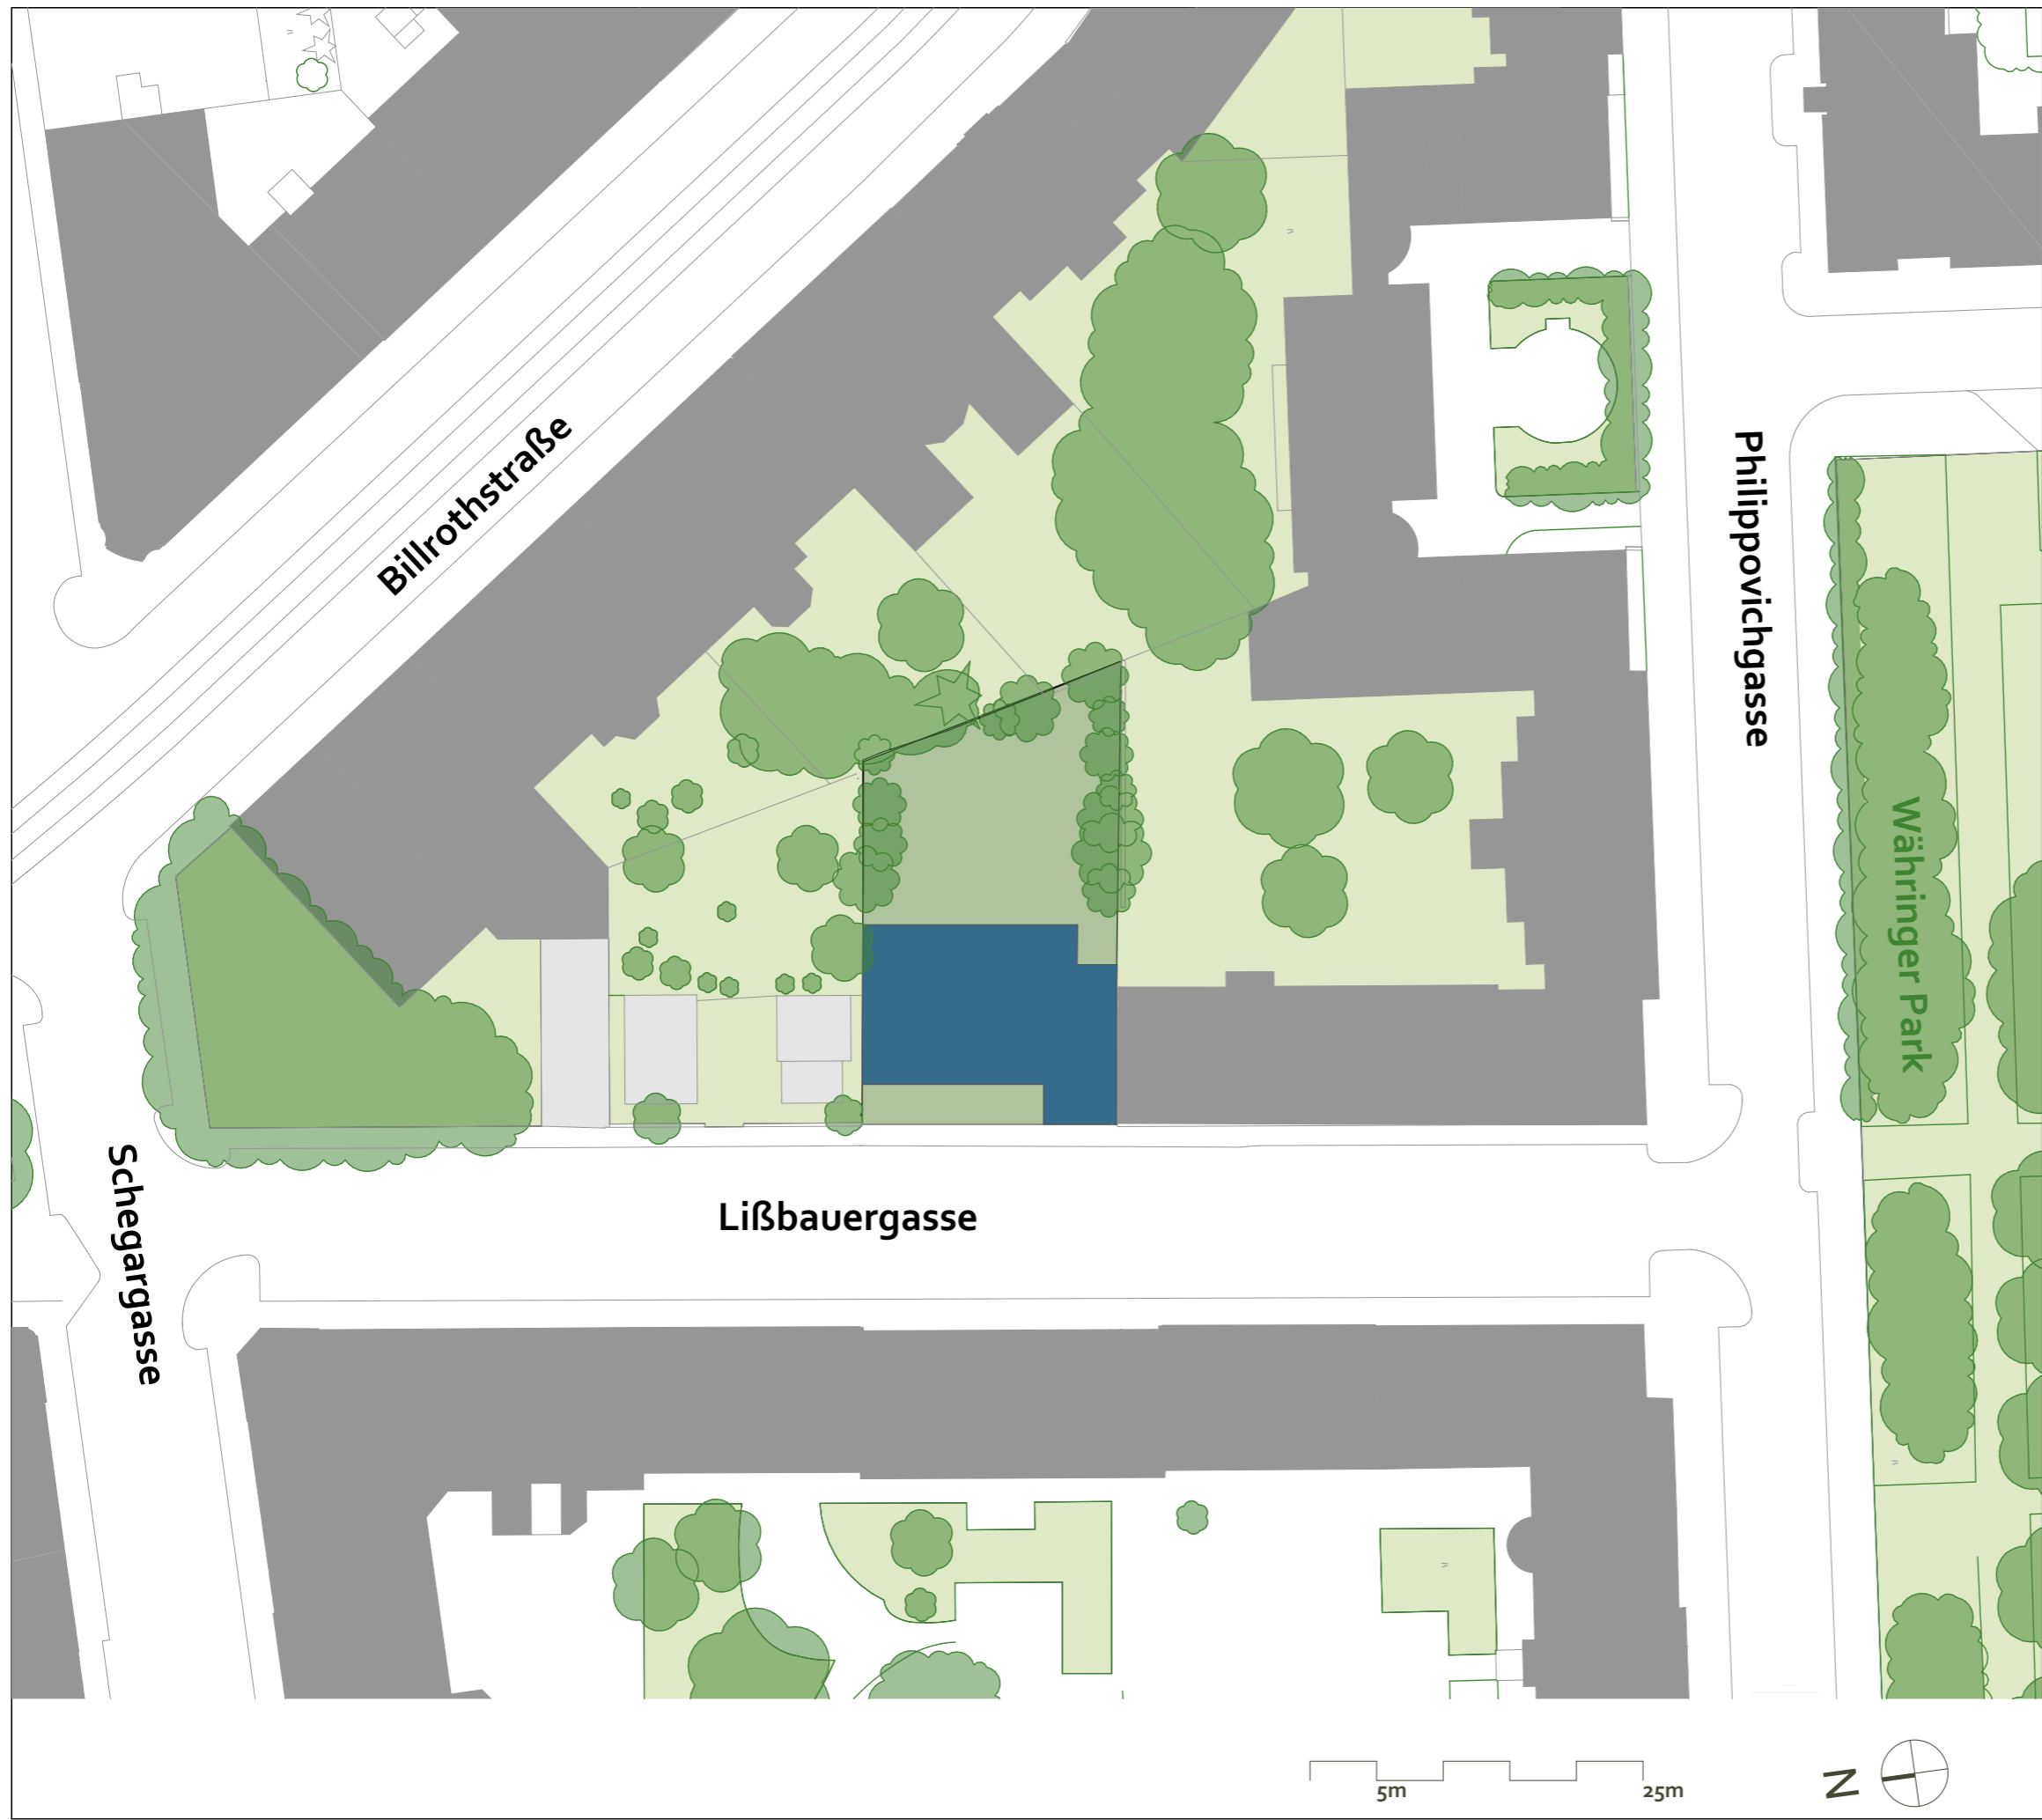 Billrothstraße
Philippovichgasse
Währinger Park
Schegargasse
Lißbauergasse
5m
25m
N